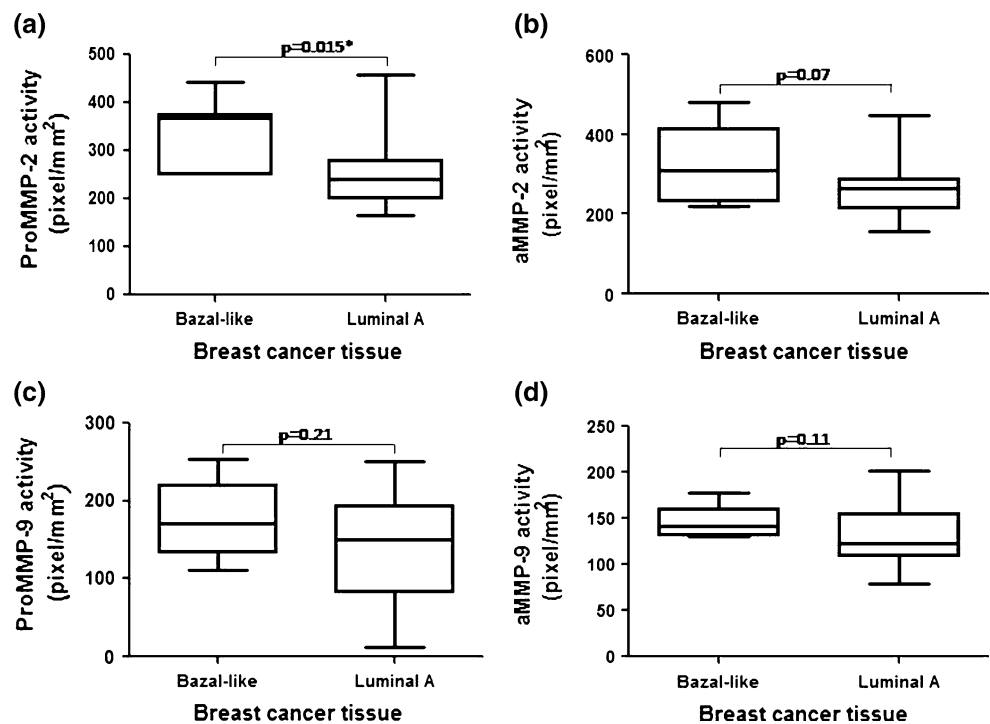 (a)
p=0.015*
500
400
300
200
100
0
ProMMP-2 activity
(pixel/mm²)
Bazal-like Luminal A
Breast cancer tissue
(b)
p=0.07
600
400
200
0
aMMP-2 activity
(pixel/mm²)
Bazal-like Luminal A
Breast cancer tissue
(c)
p=0.21
300
200
100
0
ProMMP-9 activity
(pixel/mm²)
Bazal-like Luminal A
Breast cancer tissue
(d)
p=0.11
250
200
150
100
50
0
aMMP-9 activity
(pixel/mm²)
Bazal-like Luminal A
Breast cancer tissue